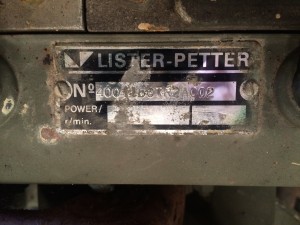 LISTER-PETTER
Nº
POWER/
r/min.